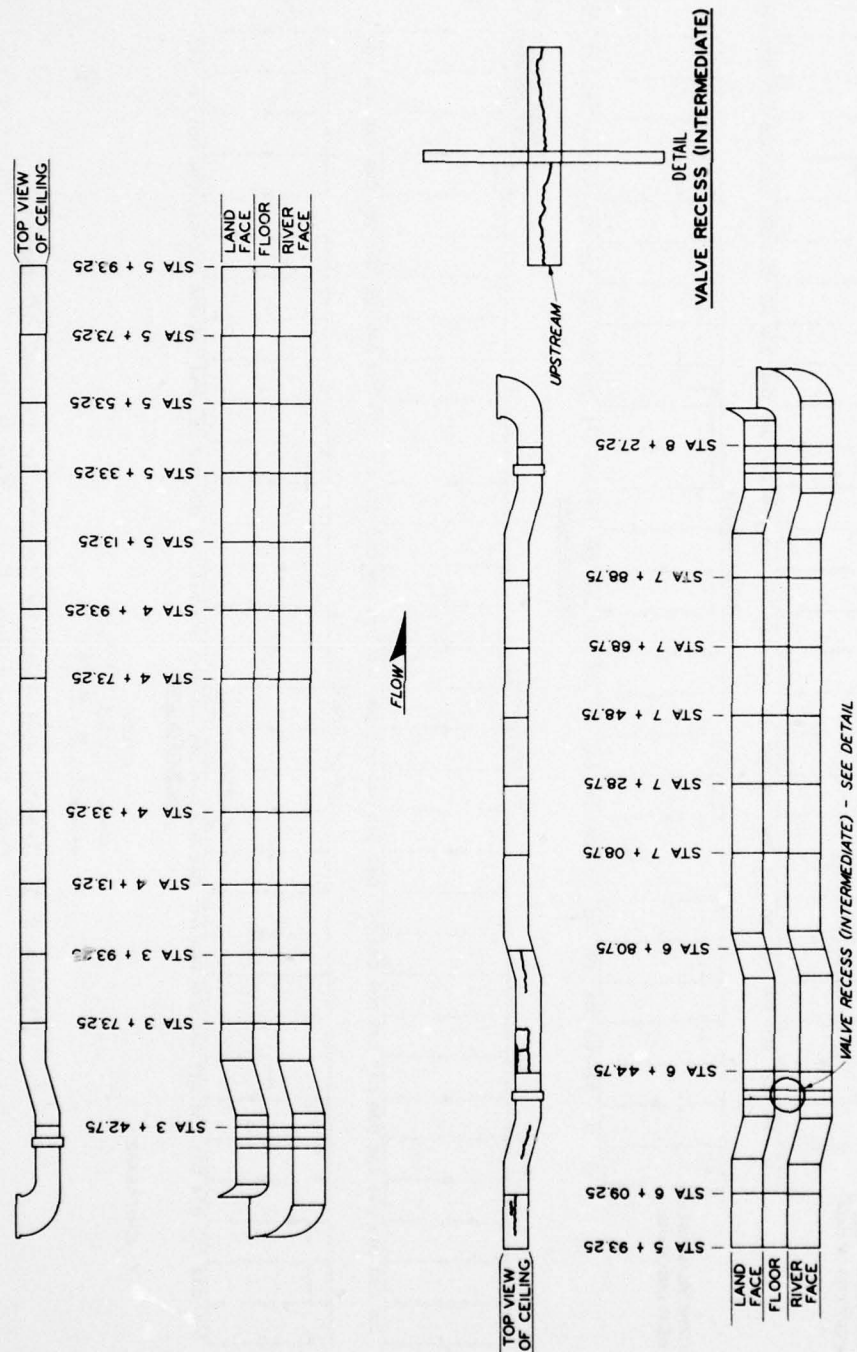 TOP VIEW
OF CEILING
STA 3 + 42.75
STA 3 + 73.25
STA 4 + 13.25
STA 4 + 33.25
STA 4 + 73.25
STA 4 + 93.25
STA 5 + 13.25
STA 5 + 33.25
STA 5 + 53.25
STA 5 + 73.25
STA 5 + 93.25
LAND
FACE
FLOOR
RIVER
FACE
FLOW
TOP VIEW
OF CEILING
UPSTREAM
DETAIL
VALVE RECESS (INTERMEDIATE)
STA 5 + 93.25
STA 6 + 09.25
STA 6 + 44.75
STA 6 + 80.75
STA 7 + 08.75
STA 7 + 28.75
STA 7 + 48.75
STA 7 + 68.75
STA 7 + 88.75
STA 8 + 27.25
LAND
FACE
FLOOR
RIVER
FACE
VALVE RECESS (INTERMEDIATE) - SEE DETAIL